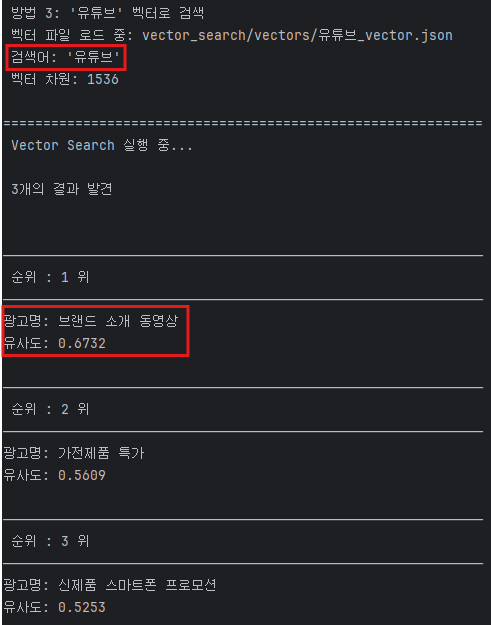 방법 3: '유튜브' 벡터로 검색
벡터 파일 로드 중: vector_search/vectors/유튜브_vector.json
검색어: '유튜브'
벡터 차원: 1536
============================================================
Vector Search 실행 중...
3개의 결과 발견
순위 : 1 위
광고명: 브랜드 소개 동영상
유사도: 0.6732
순위 : 2 위
광고명: 가전제품 특가
유사도: 0.5609
순위 : 3 위
광고명: 신제품 스마트폰 프로모션
유사도: 0.5253